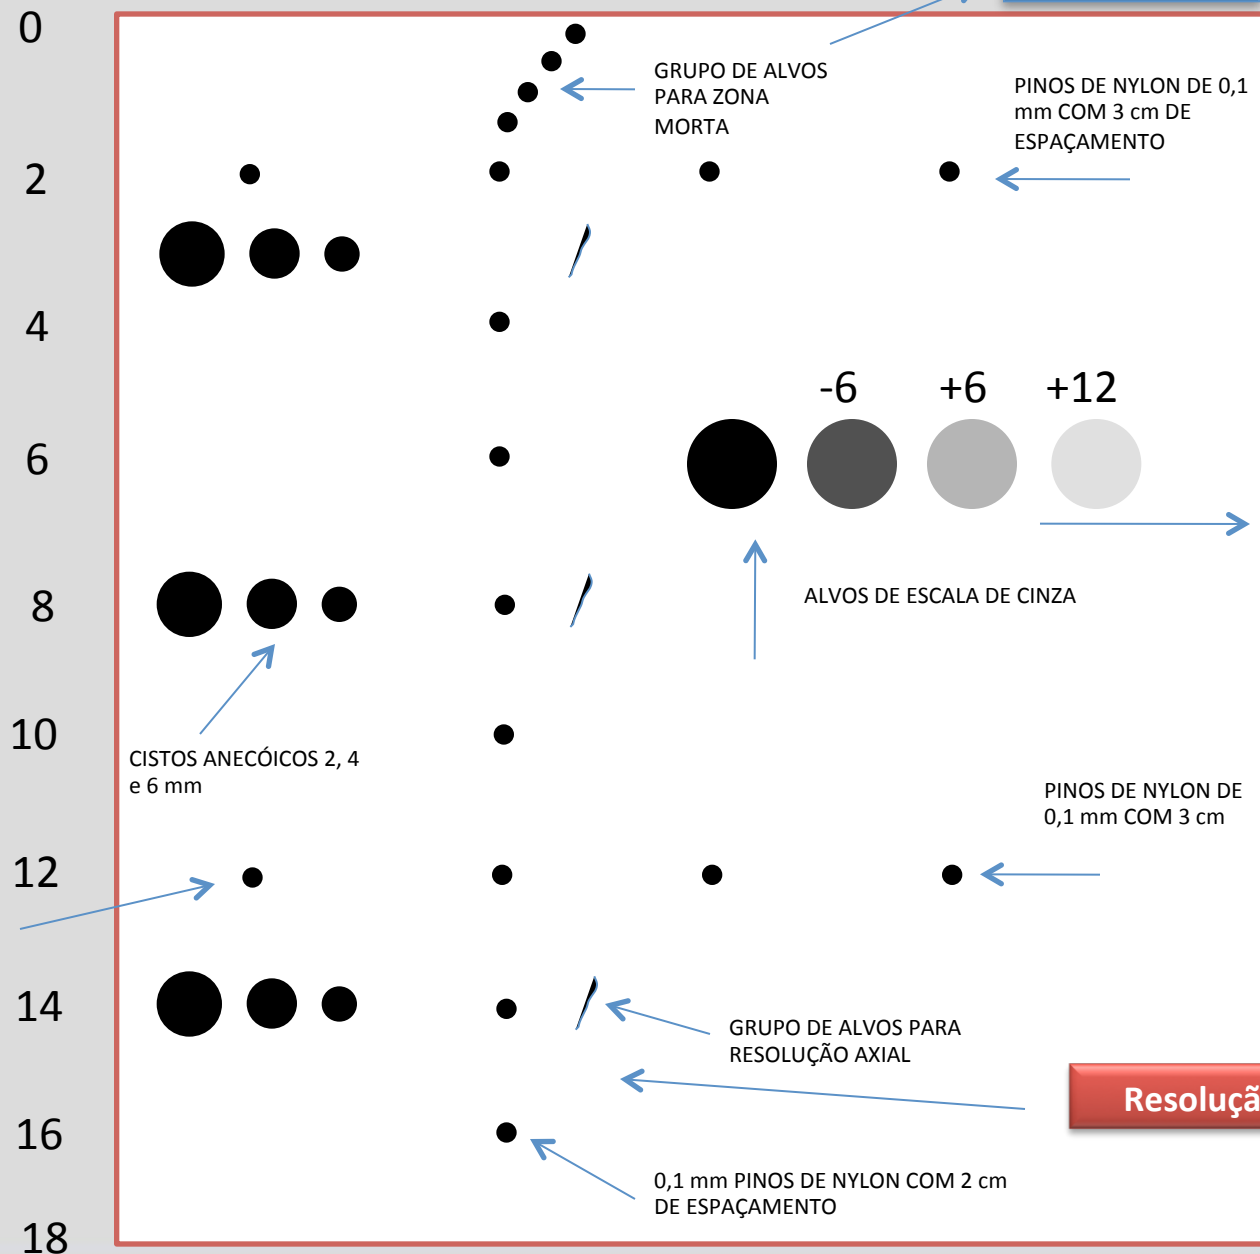 0
GRUPO DE ALVOS
PARA ZONA
MORTA
PINOS DE NYLON DE 0,1
mm COM 3 cm DE
ESPAÇAMENTO
2
4
-6 +6 +12
6
8
ALVOS DE ESCALA DE CINZA
10
CISTOS ANECÓICOS 2, 4
e 6 mm
PINOS DE NYLON DE
0,1 mm COM 3 cm
12
14
GRUPO DE ALVOS PARA
RESOLUÇÃO AXIAL
Resoluçã
16
0,1 mm PINOS DE NYLON COM 2 cm
DE ESPAÇAMENTO
18